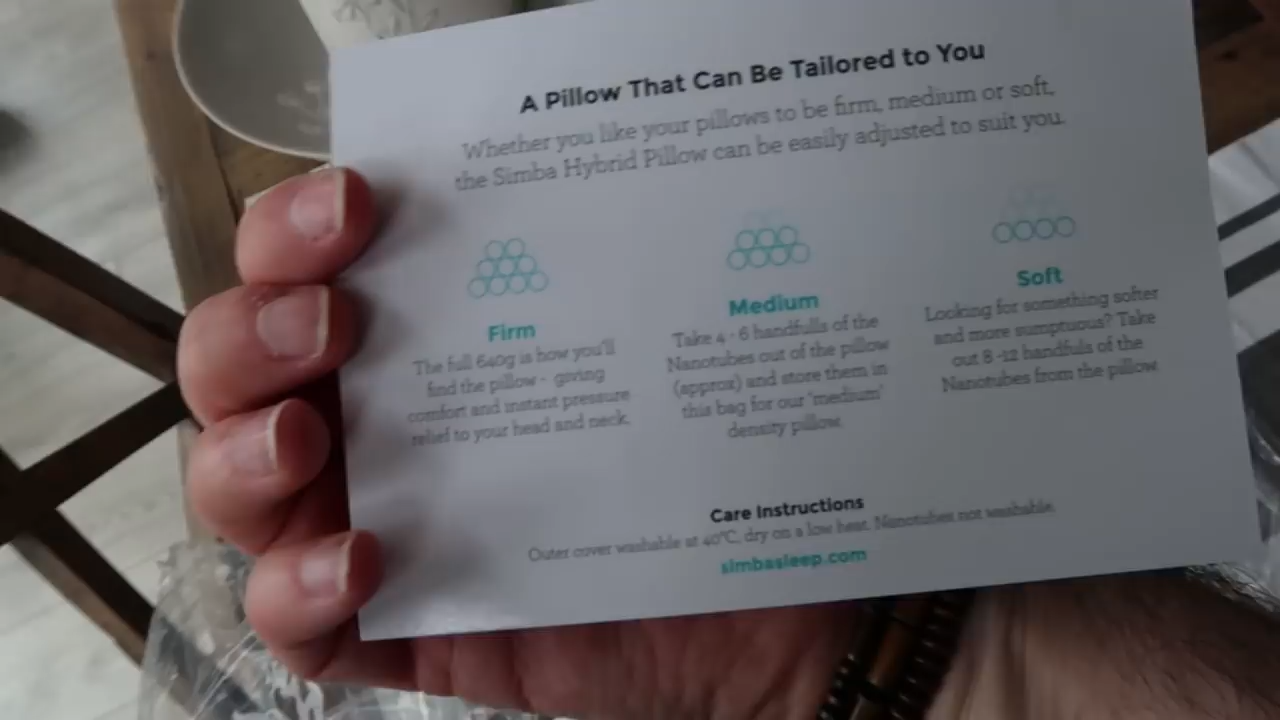 A Pillow That Can Be Tailored to You
Whether you like your pillows to be firm, medium or soft,
the Simba Hybrid Pillow can be easily adjusted to suit you.
Firm
The full 640g is how you'll
find the pillow - giving
comfort and instant pressure
relief to your head and neck.
Medium
Take 4 - 6 handfulls of the
Nanotubes out of the pillow
(approx) and store them in
this bag for our 'medium'
density pillow.
Soft
Looking for something softer
and more sumptuous? Take
out 8 -12 handfuls of the
Nanotubes from the pillow.
Care Instructions
Outer cover washable at 40°C, dry on a low heat. Nanotubes not washable.
simbasleep.com